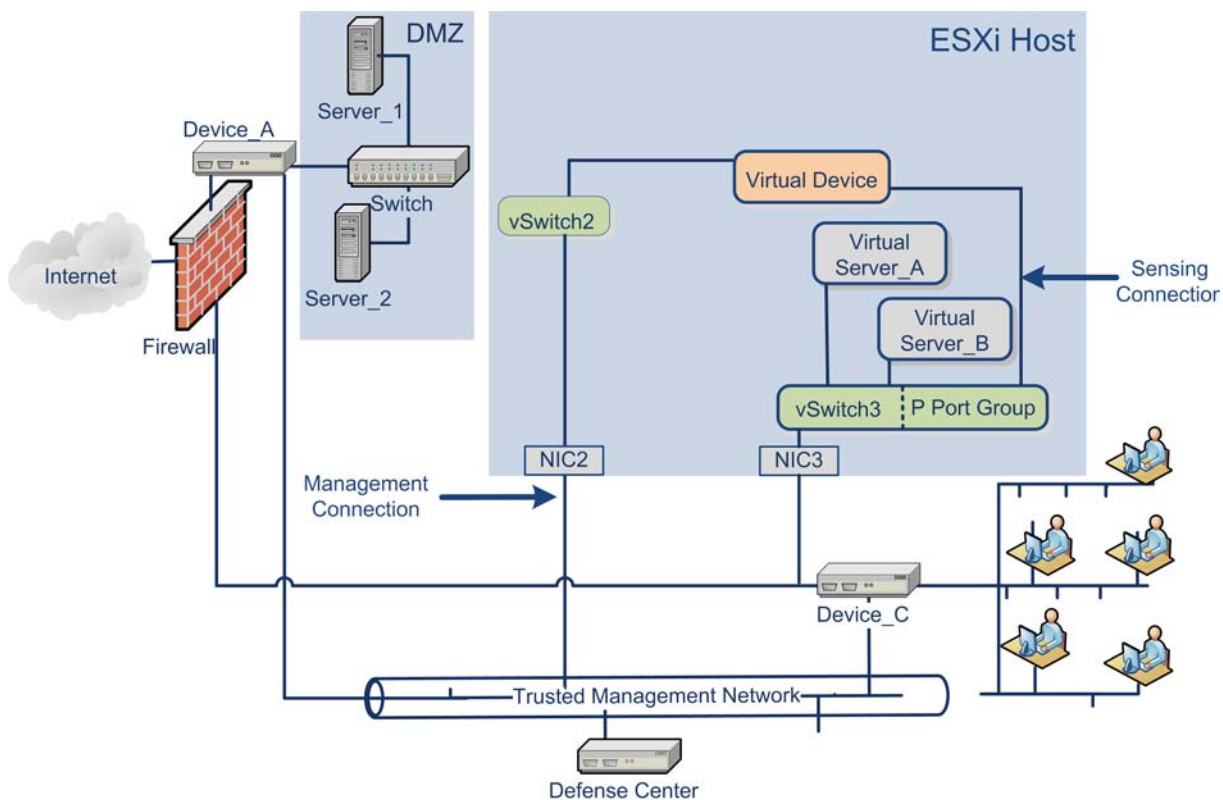 DMZ
ESXi Host
Server_1
Device_A
Switch
Server_2
Internet
Firewall
Virtual Device
vSwitch2
Virtual
Server_A
Virtual
Server_B
Sensing
Connection
vSwitch3
P Port Group
NIC2
NIC3
Management
Connection
Device_C
Trusted Management Network
Defense Center